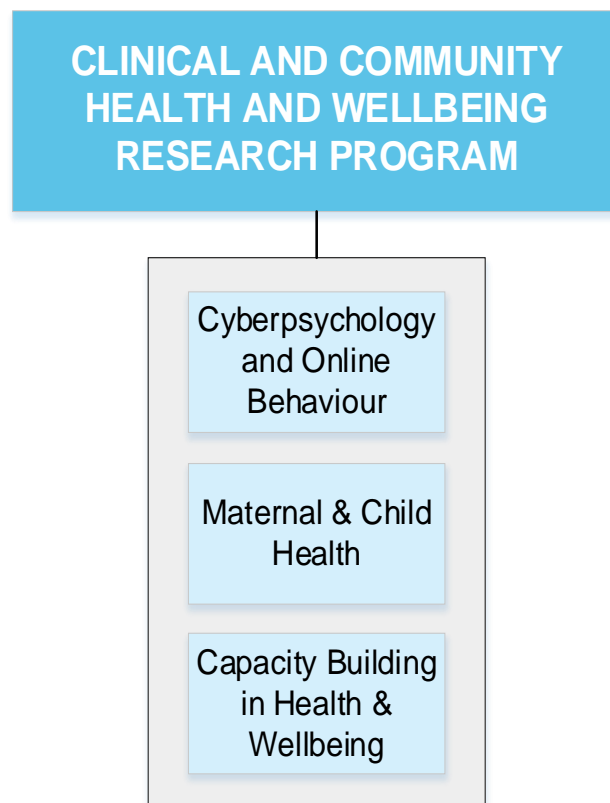 CLINICAL AND COMMUNITY
HEALTH AND WELLBEING
RESEARCH PROGRAM
Cyberpsychology
and Online
Behaviour
Maternal & Child
Health
Capacity Building
in Health &
Wellbeing